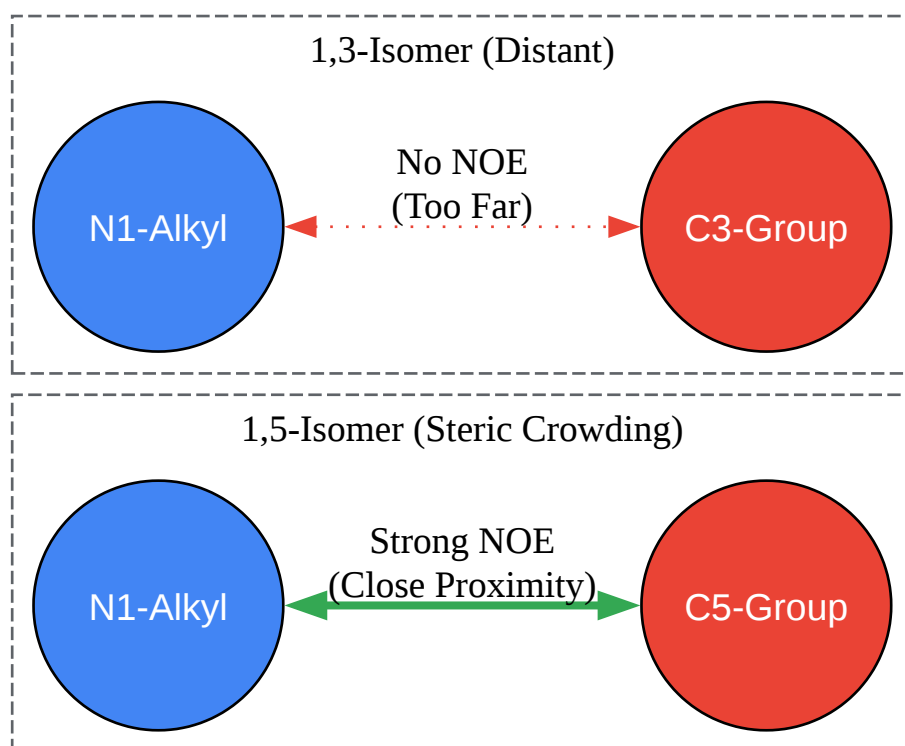 1,3-Isomer (Distant)
No NOE
(Too Far)
N1-Alkyl
C3-Group
1,5-Isomer (Steric Crowding)
Strong NOE
(Close Proximity)
N1-Alkyl
C5-Group